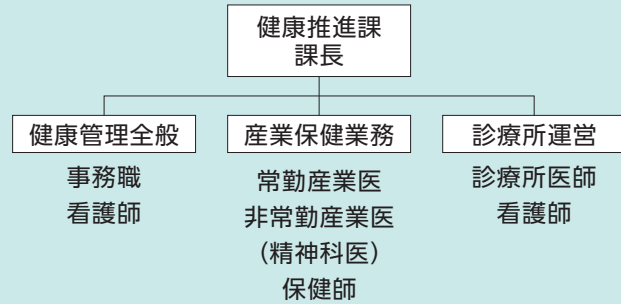 健康推進課
課長
健康管理全般
事務職
看護師
産業保健業務
常勤産業医
非常勤産業医
(精神科医)
保健師
診療所運営
診療所医師
看護師